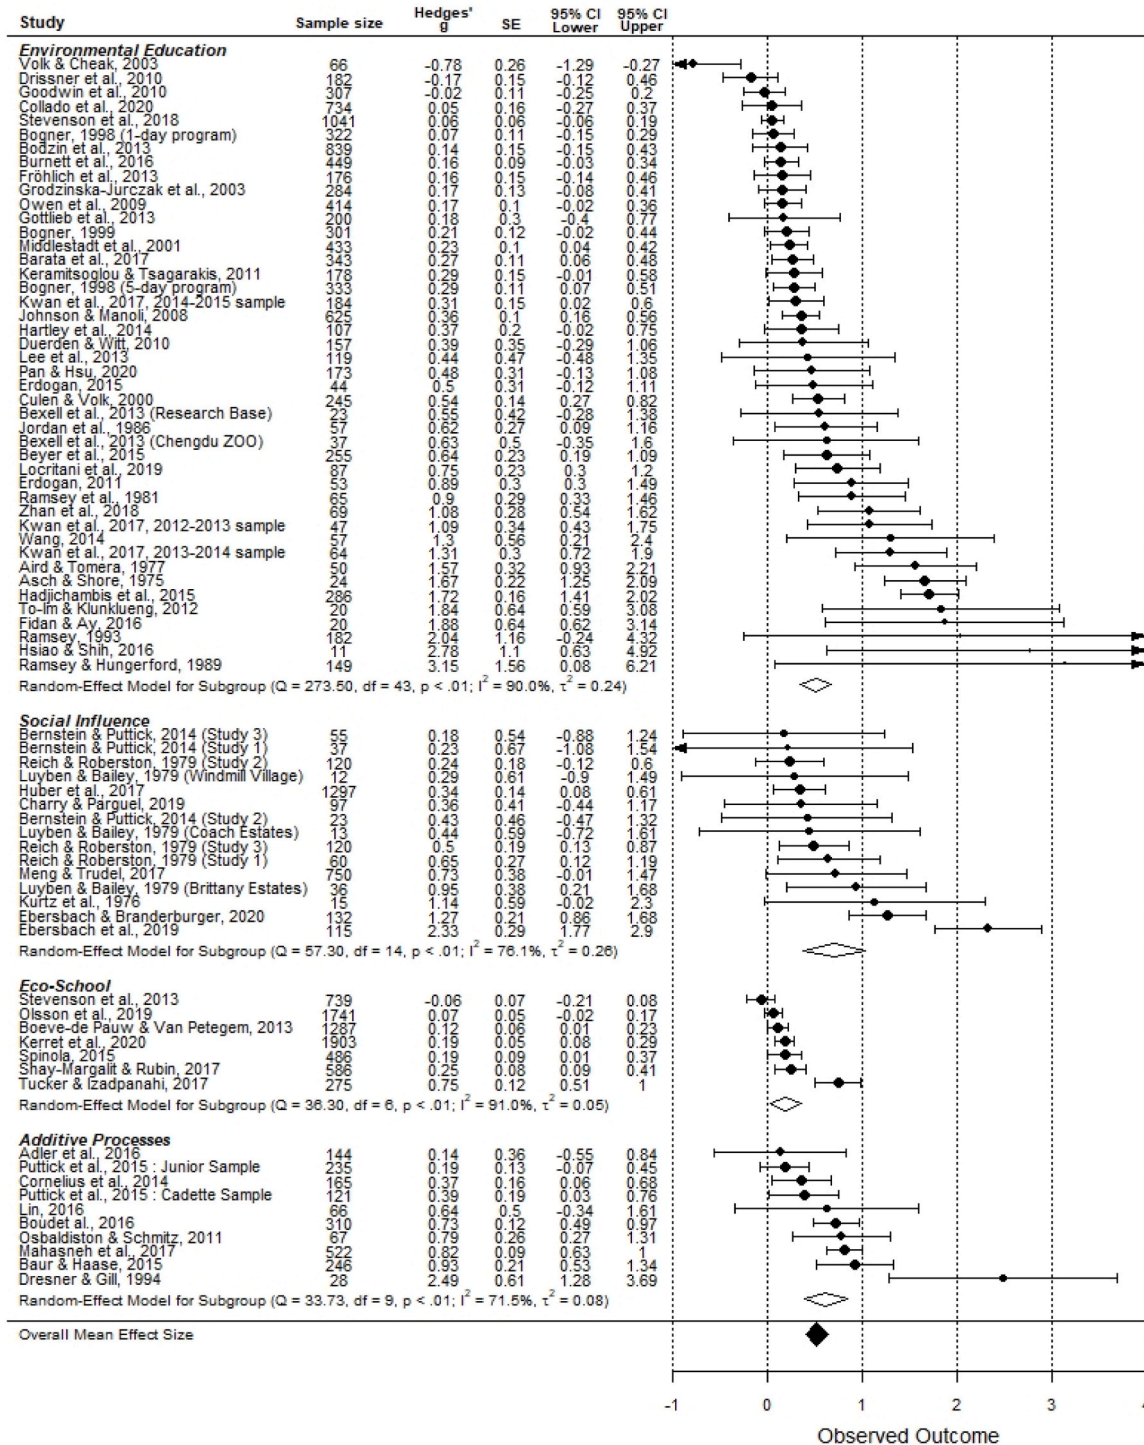 Study Sample size Hedges' g SE 95% CI Lower 95% CI Upper
Environmental Education
Volk & Cheak, 2003 66 -0.78 0.26 -1.29 -0.27
Drissner et al., 2010 182 -0.17 0.15 -0.12 0.46
Goodwin et al., 2010 307 -0.02 0.11 -0.25 0.2
Collado et al., 2020 734 0.05 0.16 -0.27 0.37
Stevenson et al., 2018 1041 0.06 0.06 -0.06 0.19
Bogner, 1998 (1-day program) 322 0.07 0.11 -0.15 0.29
Bodzin et al., 2013 839 0.14 0.15 -0.15 0.43
Burnett et al., 2016 449 0.16 0.09 -0.03 0.34
Fröhlich et al., 2013 176 0.16 0.15 -0.14 0.46
Grodzinska-Jurczak et al., 2003 284 0.17 0.13 -0.08 0.41
Owen et al., 2009 414 0.17 0.1 -0.02 0.36
Gottlieb et al., 2013 200 0.18 0.3 -0.4 0.77
Bogner, 1999 301 0.21 0.12 -0.02 0.44
Middlestadt et al., 2001 433 0.23 0.1 0.04 0.42
Barata et al., 2017 343 0.27 0.11 0.06 0.48
Keramitsoglou & Tsagarakis, 2011 178 0.29 0.15 -0.01 0.58
Bogner, 1998 (5-day program) 333 0.29 0.11 0.07 0.51
Kwan et al., 2017, 2014-2015 sample 184 0.31 0.15 0.02 0.6
Johnson & Manoli, 2008 625 0.36 0.1 0.16 0.56
Hartley et al., 2014 107 0.37 0.2 -0.02 0.75
Duerden & Witt, 2010 157 0.39 0.35 -0.29 1.06
Lee et al., 2013 119 0.44 0.47 -0.48 1.35
Pan & Hsu, 2020 173 0.48 0.31 -0.13 1.08
Erdogan, 2015 44 0.5 0.31 -0.12 1.11
Culen & Volk, 2000 245 0.54 0.14 0.27 0.82
Bexell et al., 2013 (Research Base) 23 0.55 0.42 -0.28 1.38
Jordan et al., 1986 57 0.62 0.27 0.09 1.16
Bexell et al., 2013 (Chengdu ZOO) 37 0.63 0.5 -0.35 1.6
Beyer et al., 2015 255 0.64 0.23 0.19 1.09
Locritani et al., 2019 87 0.75 0.23 0.3 1.2
Erdogan, 2011 53 0.89 0.3 0.3 1.49
Ramsey et al., 1981 65 0.9 0.29 0.33 1.46
Zhan et al., 2018 69 1.08 0.28 0.54 1.62
Kwan et al., 2017, 2012-2013 sample 47 1.09 0.34 0.43 1.75
Wang, 2014 57 1.3 0.56 0.21 2.4
Kwan et al., 2017, 2013-2014 sample 64 1.31 0.3 0.72 1.9
Aird & Tomera, 1977 50 1.57 0.32 0.93 2.21
Asch & Shore, 1975 24 1.67 0.22 1.25 2.09
Hadjichambis et al., 2015 286 1.72 0.16 1.41 2.02
To-Im & Klunklueng, 2012 20 1.84 0.64 0.59 3.08
Fidan & Ay, 2016 20 1.88 0.64 0.62 3.14
Ramsey, 1993 182 2.04 1.16 -0.24 4.32
Hsiao & Shih, 2016 11 2.78 1.1 0.63 4.92
Ramsey & Hungerford, 1989 149 3.15 1.56 0.08 6.21
Random-Effect Model for Subgroup (Q = 273.50, df = 43, p < .01; I² = 90.0%, τ² = 0.24)
Social Influence
Bernstein & Puttick, 2014 (Study 3) 55 0.18 0.54 -0.88 1.24
Bernstein & Puttick, 2014 (Study 1) 37 0.23 0.67 -1.08 1.54
Reich & Roberston, 1979 (Study 2) 120 0.24 0.18 -0.12 0.6
Luyben & Bailey, 1979 (Windmill Village) 12 0.29 0.61 -0.9 1.49
Huber et al., 2017 1297 0.34 0.14 0.08 0.61
Charry & Parguel, 2019 97 0.36 0.41 -0.44 1.17
Bernstein & Puttick, 2014 (Study 2) 23 0.43 0.46 -0.47 1.32
Luyben & Bailey, 1979 (Coach Estates) 13 0.44 0.59 -0.72 1.61
Reich & Roberston, 1979 (Study 3) 120 0.5 0.19 0.13 0.87
Reich & Roberston, 1979 (Study 1) 60 0.65 0.27 0.12 1.19
Meng & Trudel, 2017 750 0.73 0.38 -0.01 1.47
Luyben & Bailey, 1979 (Brittany Estates) 36 0.95 0.38 0.21 1.68
Kurtz et al., 1976 15 1.14 0.59 -0.02 2.3
Ebersbach & Branderburger, 2020 132 1.27 0.21 0.86 1.68
Ebersbach et al., 2019 115 2.33 0.29 1.77 2.9
Random-Effect Model for Subgroup (Q = 57.30, df = 14, p < .01; I² = 76.1%, τ² = 0.26)
Eco-School
Stevenson et al., 2013 739 -0.06 0.07 -0.21 0.08
Olsson et al., 2019 1741 0.07 0.05 -0.02 0.17
Boeve-de Pauw & Van Petegem, 2013 1287 0.12 0.06 0.01 0.23
Kerret et al., 2020 1903 0.19 0.05 0.08 0.29
Spinola, 2015 486 0.19 0.09 0.01 0.37
Shay-Margalit & Rubin, 2017 586 0.25 0.08 0.09 0.41
Tucker & Izadpanahi, 2017 275 0.75 0.12 0.51 1
Random-Effect Model for Subgroup (Q = 36.30, df = 6, p < .01; I² = 91.0%, τ² = 0.05)
Additive Processes
Adler et al., 2016 144 0.14 0.36 -0.55 0.84
Puttick et al., 2015 : Junior Sample 235 0.19 0.13 -0.07 0.45
Cornelius et al., 2014 165 0.37 0.16 0.06 0.68
Puttick et al., 2015 : Cadette Sample 121 0.39 0.19 0.03 0.76
Lin, 2016 66 0.64 0.5 -0.34 1.61
Boudet al., 2016 310 0.73 0.12 0.49 0.97
Osbaldiston & Schmitz, 2011 67 0.79 0.26 0.27 1.31
Mahasneh et al., 2017 522 0.82 0.09 0.63 1
Baur & Haase, 2015 246 0.93 0.21 0.53 1.34
Dresner & Gill, 1994 28 2.49 0.61 1.28 3.69
Random-Effect Model for Subgroup (Q = 33.73, df = 9, p < .01; I² = 71.5%, τ² = 0.08)
Overall Mean Effect Size
-1 0 1 2 3 4
Observed Outcome